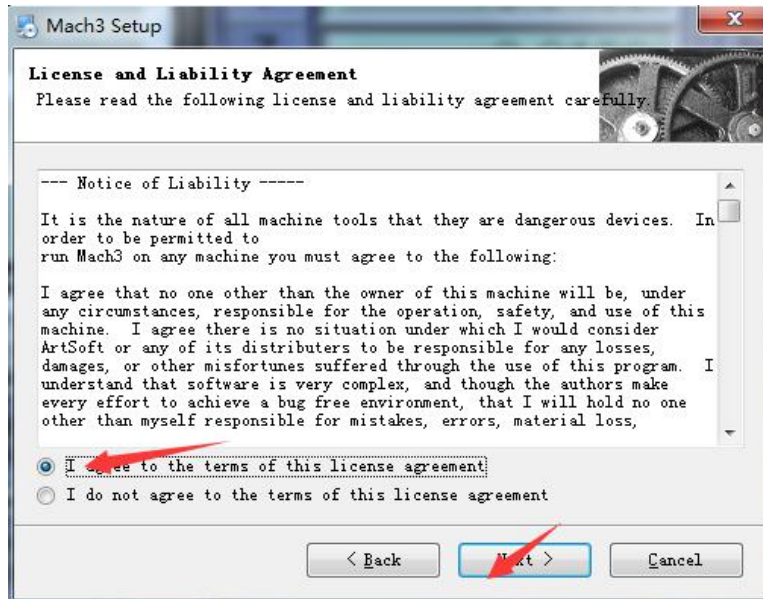 Mach3 Setup
License and Liability Agreement
Please read the following license and liability agreement carefully.
--- Notice of Liability -----
It is the nature of all machine tools that they are dangerous devices.  In
order to be permitted to
run Mach3 on any machine you must agree to the following:
I agree that no one other than the owner of this machine will be, under
any circumstances, responsible for the operation, safety, and use of this
machine.  I agree there is no situation under which I would consider
ArtSoft or any of its distributers to be responsible for any losses,
damages, or other misfortunes suffered through the use of this program.  I
understand that software is very complex, and though the authors make
every effort to achieve a bug free environment, that I will hold no one
other than myself responsible for mistakes, errors, material loss,
I agree to the terms of this license agreement
I do not agree to the terms of this license agreement
< Back
Next >
Cancel